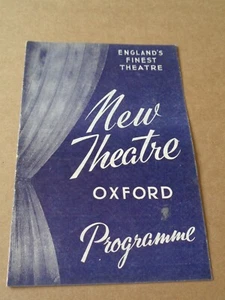 ENGLAND'S
FINEST
THEATRE
New
Theatre
OXFORD
Programme